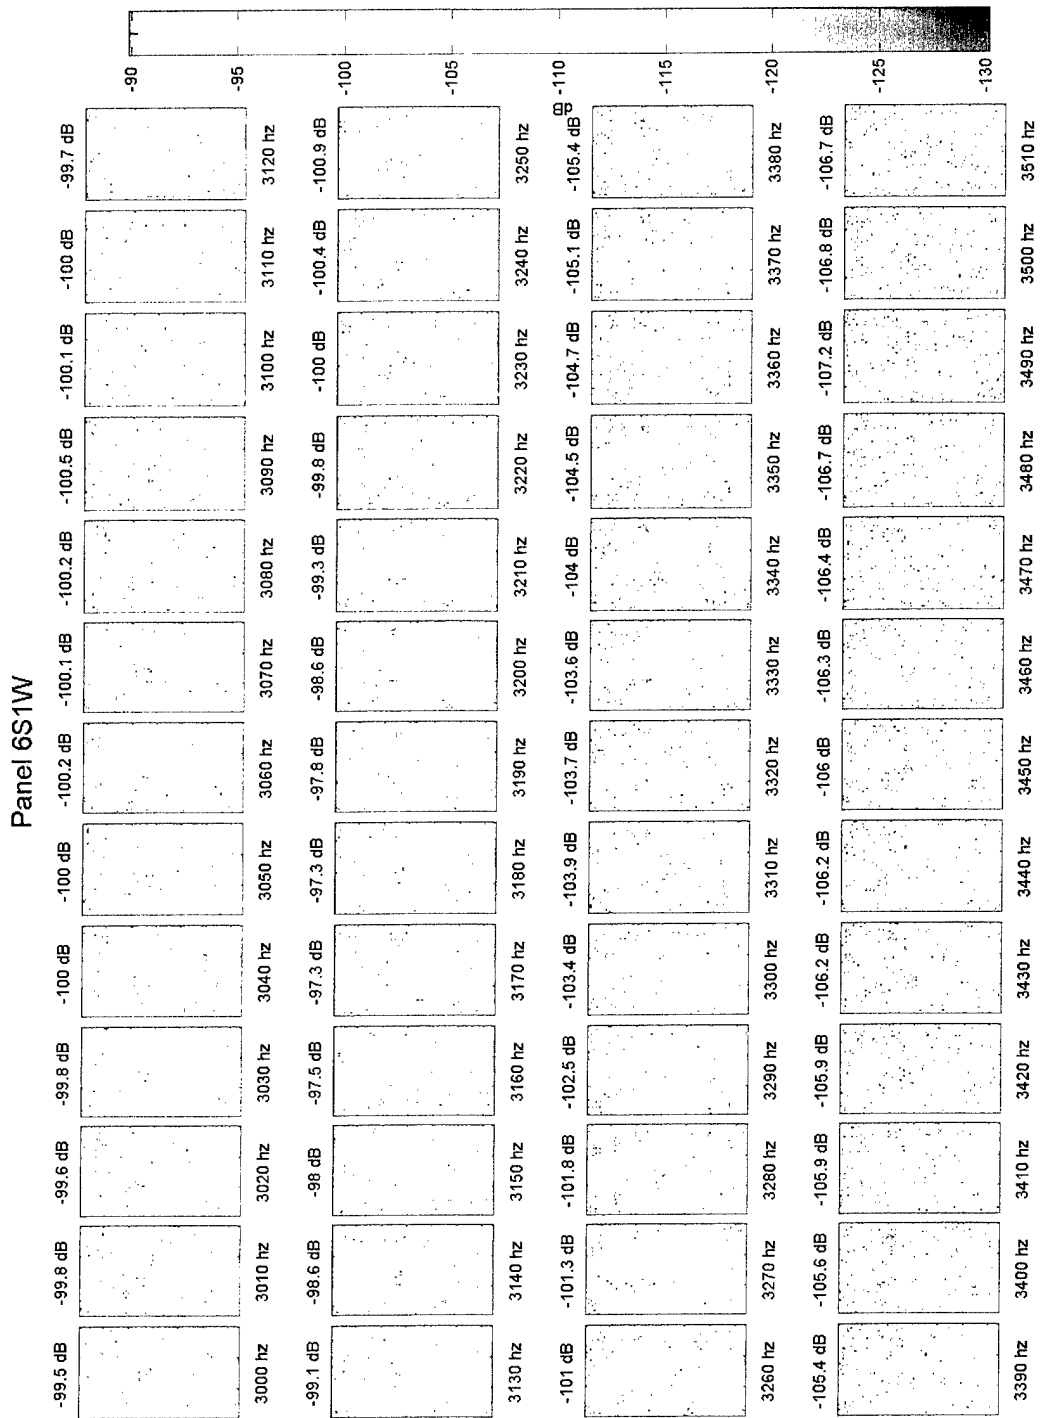 Panel 6S1W
-99.5 dB -99.8 dB -99.6 dB -99.8 dB -100 dB -100 dB -100.2 dB -100.1 dB -100.2 dB -100.5 dB -100.1 dB -100 dB -99.7 dB
3000 hz 3010 hz 3020 hz 3030 hz 3040 hz 3050 hz 3060 hz 3070 hz 3080 hz 3090 hz 3100 hz 3110 hz 3120 hz
-99.1 dB -98.6 dB -98 dB -97.5 dB -97.3 dB -97.3 dB -97.8 dB -98.6 dB -99.3 dB -99.8 dB -100 dB -100.4 dB -100.9 dB
3130 hz 3140 hz 3150 hz 3160 hz 3170 hz 3180 hz 3190 hz 3200 hz 3210 hz 3220 hz 3230 hz 3240 hz 3250 hz
-101 dB -101.3 dB -101.8 dB -102.5 dB -103.4 dB -103.9 dB -103.7 dB -103.6 dB -104 dB -104.5 dB -104.7 dB -105.1 dB -105.4 dB
3260 hz 3270 hz 3280 hz 3290 hz 3300 hz 3310 hz 3320 hz 3330 hz 3340 hz 3350 hz 3360 hz 3370 hz 3380 hz
-105.4 dB -105.6 dB -105.9 dB -105.9 dB -106.2 dB -106.2 dB -106 dB -106.3 dB -106.4 dB -106.7 dB -107.2 dB -106.8 dB -106.7 dB
3390 hz 3400 hz 3410 hz 3420 hz 3430 hz 3440 hz 3450 hz 3460 hz 3470 hz 3480 hz 3490 hz 3500 hz 3510 hz
-90
-95
-100
-105
-110
-115
-120
-125
-130
dB